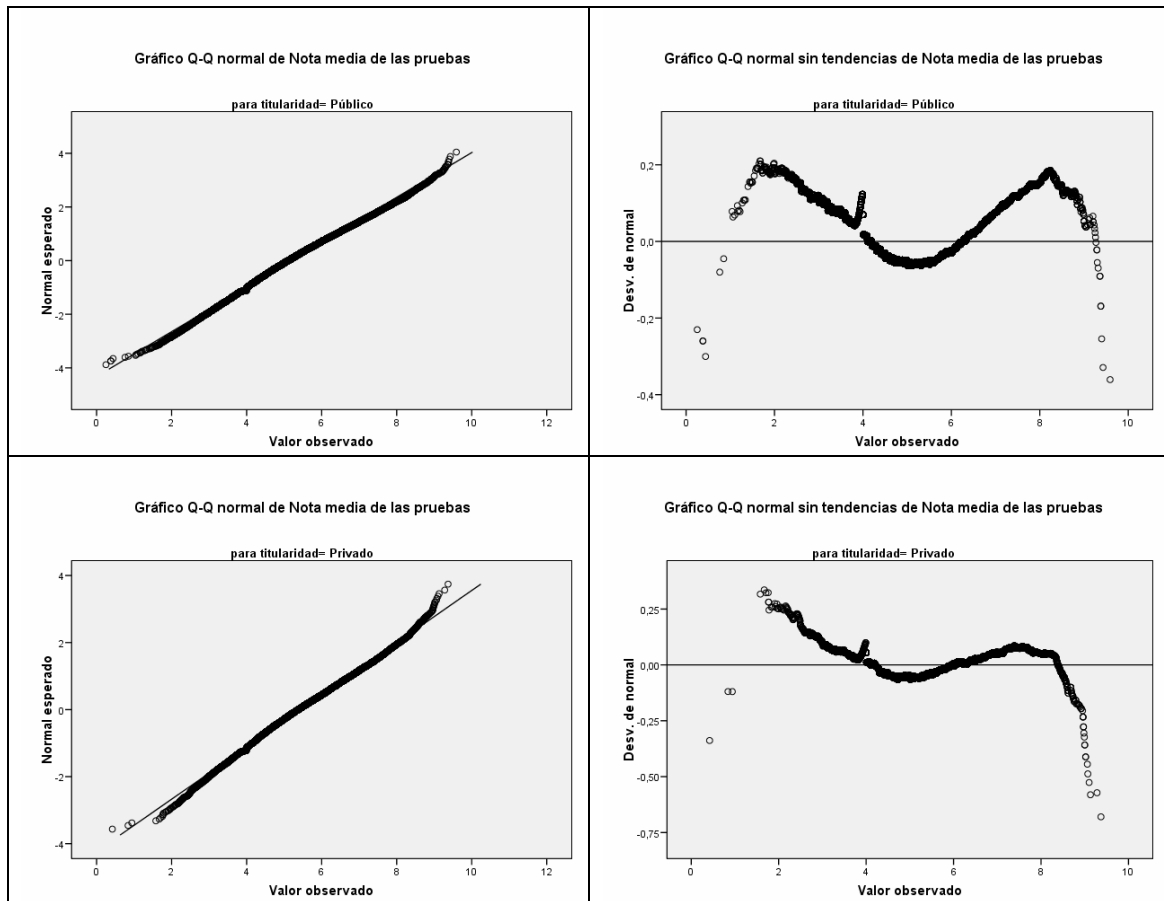 Gráfico Q-Q normal de Nota media de las pruebas
para titularidad= Público
Normal esperado
4
2
0
-2
-4
0 2 4 6 8 10 12
Valor observado
Gráfico Q-Q normal sin tendencias de Nota media de las pruebas
para titularidad= Público
Desv. de normal
0,2
0,0
-0,2
-0,4
0 2 4 6 8 10
Valor observado
Gráfico Q-Q normal de Nota media de las pruebas
para titularidad= Privado
Normal esperado
4
2
0
-2
-4
0 2 4 6 8 10 12
Valor observado
Gráfico Q-Q normal sin tendencias de Nota media de las pruebas
para titularidad= Privado
Desv. de normal
0,25
0,00
-0,25
-0,50
-0,75
0 2 4 6 8 10
Valor observado